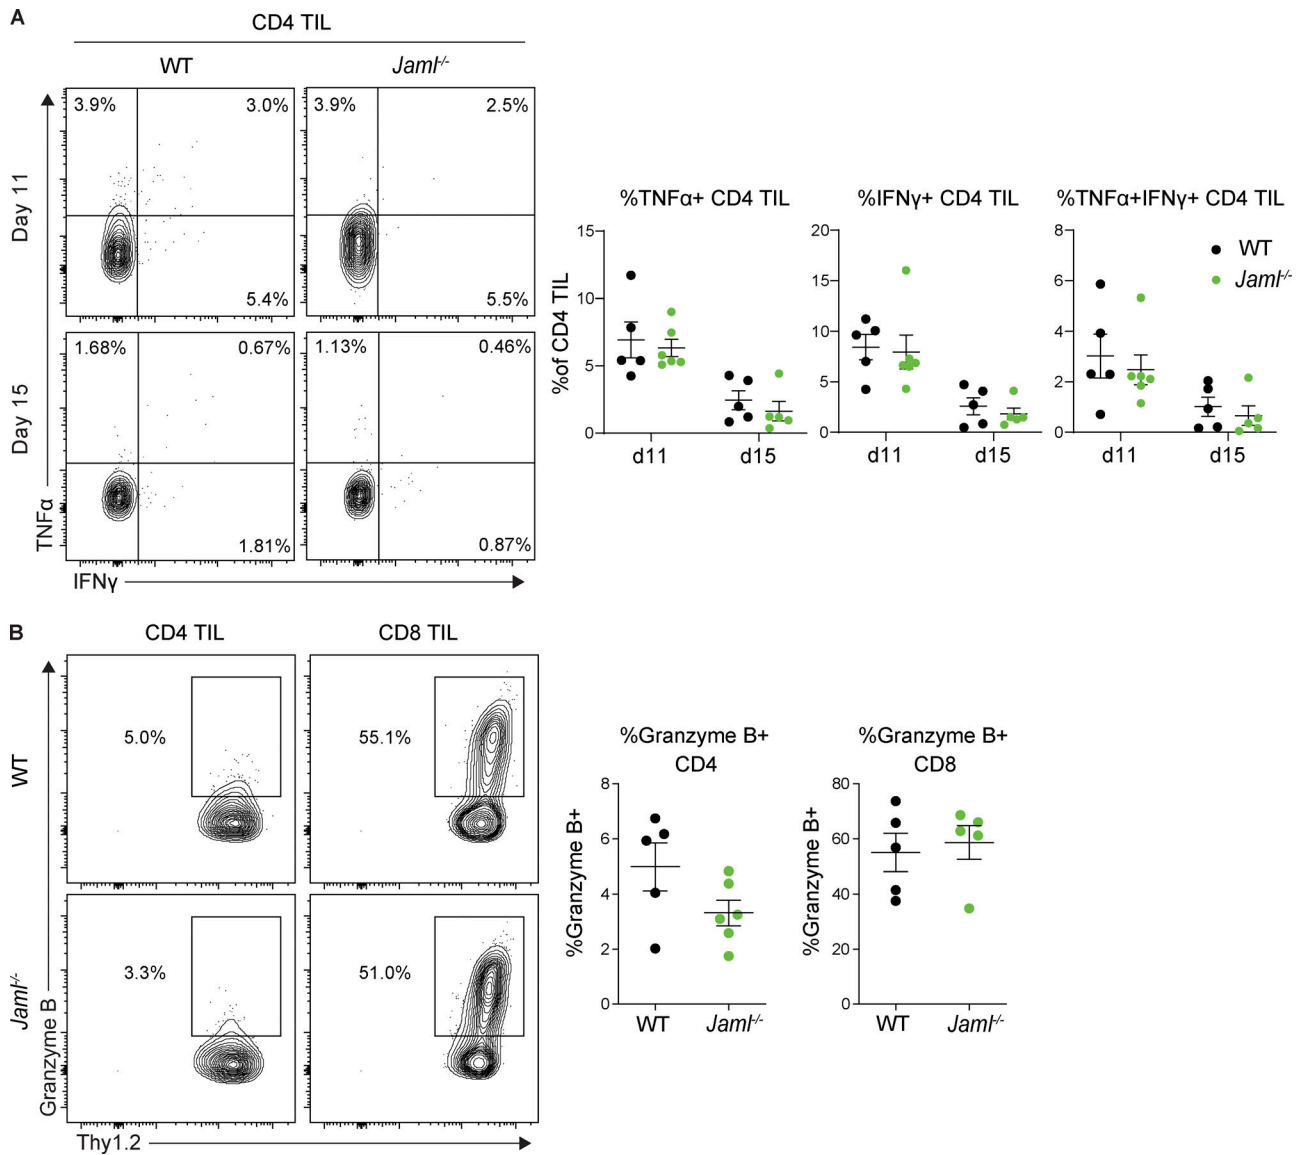 A
CD4 TIL
WT
Jaml-/-
Day 11
3.9%
3.0%
5.4%
3.9%
2.5%
5.5%
Day 15
1.68%
0.67%
1.81%
1.13%
0.46%
0.87%
TNFα
IFNγ
%TNFα+ CD4 TIL
%of CD4 TIL
15
10
5
0
d11
d15
%IFNγ+ CD4 TIL
20
15
10
5
0
d11
d15
%TNFα+IFNγ+ CD4 TIL
8
6
4
2
0
d11
d15
WT
Jaml-/-
B
CD4 TIL
CD8 TIL
WT
5.0%
55.1%
Jaml-/-
3.3%
51.0%
Granzyme B
Thy1.2
%Granzyme B+
CD4
%Granzyme B+
8
6
4
2
0
WT
Jaml-/-
%Granzyme B+
CD8
%Granzyme B+
80
60
40
20
0
WT
Jaml-/-